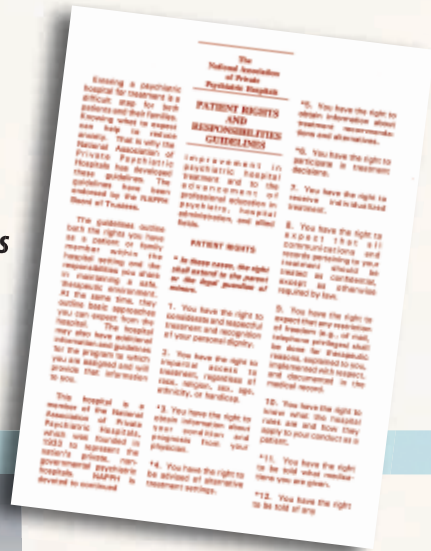 s
Entering a psychiatric
hospital for treatment is a
difficult step for both
patients and their families.
Knowing what to expect
can help to reduce
anxiety. That is why the
National Association of
Private Psychiatric
Hospitals has developed
these guidelines. The
guidelines have been
endorsed by the NAPPH
Board of Trustees.
The guidelines outline
both the rights you have
as a patient or family
member within the
hospital setting and the
responsibilities you share
in maintaining a safe,
therapeutic environment.
At the same time, they
outline basic approaches
you can expect from the
hospital. The hospital
may also have additional
information and guidelines
for the program to which
you are assigned and will
provide that information
to you.
This hospital is a
member of the National
Association of Private
Psychiatric Hospitals,
which was founded in
1933 to represent the
nation's private, non-
governmental psychiatric
hospitals. NAPPH is
devoted to continued
The
National Association
of Private
Psychiatric Hospitals
PATIENT RIGHTS
AND
RESPONSIBILITIES
GUIDELINES
improvement in
psychiatric hospital
treatment and to the
advancement of
professional education in
psychiatry, hospital
administration, and allied
fields.
PATIENT RIGHTS
* In these cases, the right
shall extend to the parent
or the legal guardian of
minors.
1. You have the right to
considerate and respectful
treatment and recognition
of your personal dignity.
2. You have the right to
impartial access to
treatment, regardless of
race, religion, sex, age,
ethnicity, or handicap.
*3. You have the right to
obtain information about
your condition and
prognosis from your
physician.
*4. You have the right to
be advised of alternative
treatment settings.
*5. You have the right to
obtain information about
treatment recommenda-
tions and alternatives.
*6. You have the right to
participate in treatment
decisions.
7. You have the right to
receive individualized
treatment.
8. You have the right to
expect that all
communications and
records pertaining to your
treatment should be
treated as confidential,
except as otherwise
required by law.
9. You have the right to
expect that any restriction
of freedom (e.g., of mail,
telephone privileges) shall
be done for therapeutic
reasons, explained to you,
implemented with respect,
and documented in the
medical record.
10. You have the right to
know what the hospital
rules are and how they
apply to your conduct as a
patient.
*11. You have the right
to be told what medica-
tions you are given.
*12. You have the right
to be told of any